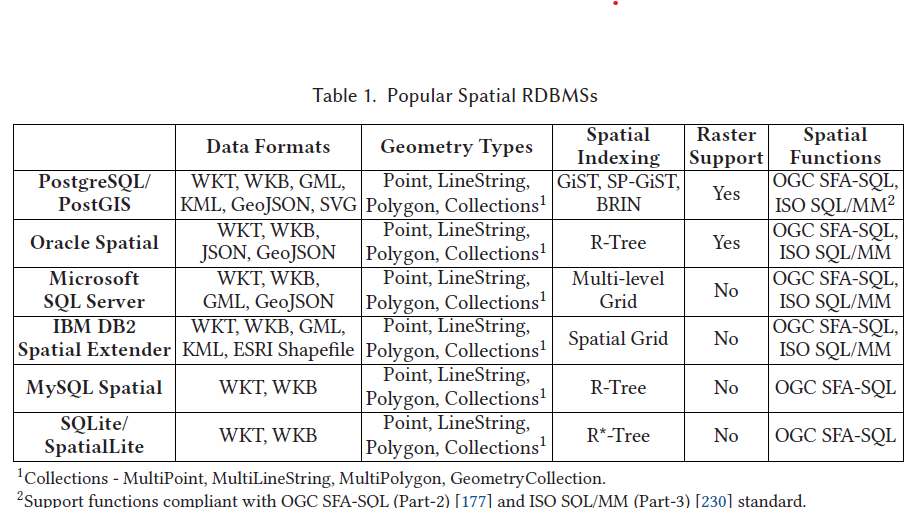 Table 1. Popular Spatial RDBMSs
Data Formats Geometry Types Spatial Indexing Raster Support Spatial Functions
PostgreSQL/ PostGIS WKT, WKB, GML, KML, GeoJSON, SVG Point, LineString, Polygon, Collections¹ GiST, SP-GiST, BRIN Yes OGC SFA-SQL, ISO SQL/MM²
Oracle Spatial WKT, WKB, JSON, GeoJSON Point, LineString, Polygon, Collections¹ R-Tree Yes OGC SFA-SQL, ISO SQL/MM
Microsoft SQL Server WKT, WKB, GML, GeoJSON Point, LineString, Polygon, Collections¹ Multi-level Grid No OGC SFA-SQL, ISO SQL/MM
IBM DB2 Spatial Extender WKT, WKB, GML, KML, ESRI Shapefile Point, LineString, Polygon, Collections¹ Spatial Grid No OGC SFA-SQL, ISO SQL/MM
MySQL Spatial WKT, WKB Point, LineString, Polygon, Collections¹ R-Tree No OGC SFA-SQL
SQLite/ SpatialLite WKT, WKB Point, LineString, Polygon, Collections¹ R*-Tree No OGC SFA-SQL
¹Collections - MultiPoint, MultiLineString, MultiPolygon, GeometryCollection.
²Support functions compliant with OGC SFA-SQL (Part-2) [177] and ISO SQL/MM (Part-3) [230] standard.